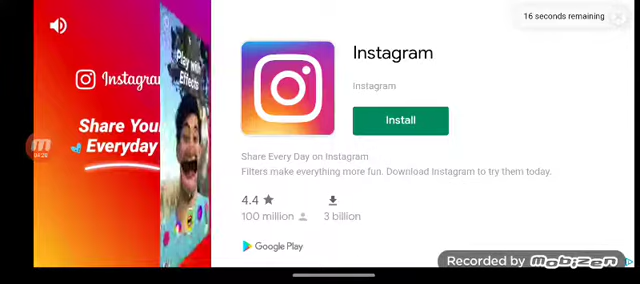 16 seconds remaining
Instagram
Play with
Effects
Instagram
Instagram
Share Your
Everyday
Install
04:28
Share Every Day on Instagram
Filters make everything more fun. Download Instagram to try them today.
4.4
100 million
3 billion
Google Play
Recorded by Mobizen